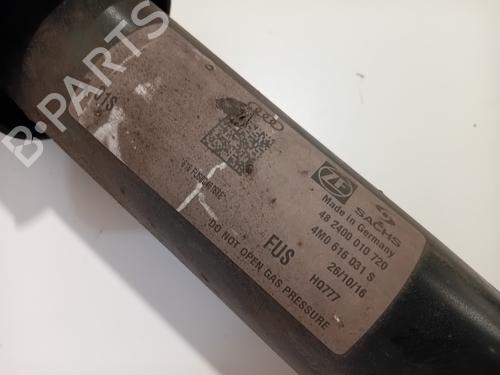 B-PARTS
ZF
SACHS
Made in Germany
48 2400 010 720
4M0 616 031 S
26/10/16
FUS
HQ777
DO NOT OPEN GAS PRESSURE